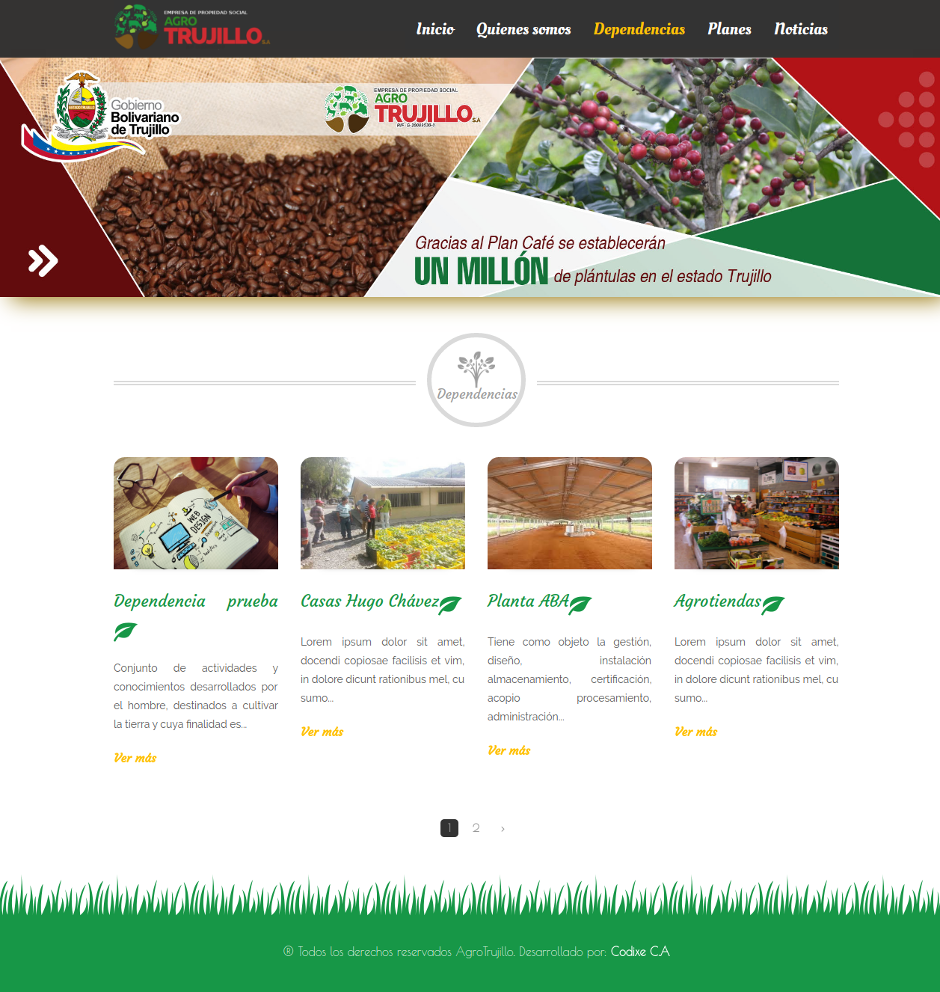 EMPRESA DE PROPIEDAD SOCIAL
AGRO
TRUJILLO S.A
Inicio Quienes somos Dependencias Planes Noticias
Gobierno
Bolivariano
de Trujillo
EMPRESA DE PROPIEDAD SOCIAL
AGRO
TRUJILLO S.A
Gracias al Plan Café se establecerán
UN MILLÓN de plántulas en el estado Trujillo
Dependencias
WEB
DESIGN
Dependencia prueba
Conjunto de actividades y
conocimientos desarrollados por
el hombre, destinados a cultivar
la tierra y cuya finalidad es...
Ver más
Casas Hugo Chávez
Lorem ipsum dolor sit amet,
docendi copiosae facilisis et vim,
in dolore dicunt rationibus mel, cu
sumo...
Ver más
Planta ABA
Tiene como objeto la gestión,
diseño, instalación
almacenamiento, certificación,
acopio procesamiento,
administración...
Ver más
Agrotiendas
Lorem ipsum dolor sit amet,
docendi copiosae facilisis et vim,
in dolore dicunt rationibus mel, cu
sumo...
Ver más
1 2 ›
® Todos los derechos reservados AgroTrujillo. Desarrollado por: Codixe C.A